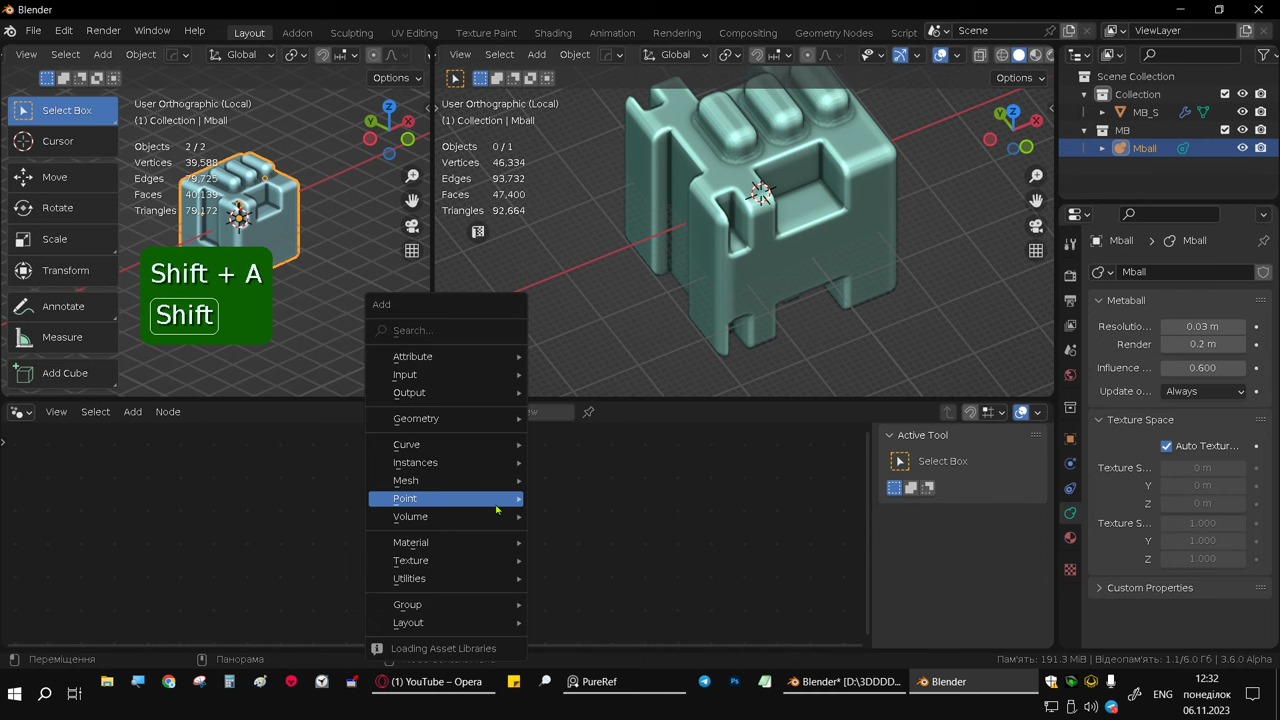 Blender
File Edit Render Window Help Layout Addon Sculpting UV Editing Texture Paint Shading Animation Rendering Compositing Geometry Nodes Script Scene ViewLayer
View Select Add Object Global View Select Add Object Global
Options Options
Select Box
Cursor
Move
Rotate
Scale
Transform
Annotate
Measure
Add Cube
User Orthographic (Local)
(1) Collection | Mball
Objects 2 / 2
Vertices 39,588
Edges 79,725
Faces 40,139
Triangles 79,172
Shift + A
Shift
User Orthographic (Local)
(1) Collection | Mball
Objects 0 / 1
Vertices 46,334
Edges 93,732
Faces 47,400
Triangles 92,664
Z
Y
X
Z
Y
X
Add
Search...
Attribute
Input
Output
Geometry
Curve
Instances
Mesh
Point
Volume
Material
Texture
Utilities
Group
Layout
Loading Asset Libraries
View Select Add Node
Active Tool
Select Box
Scene Collection
Collection
MB_S
MB
Mball
Mball Mball
Mball
Metaball
Resolutio... 0.03 m
Render 0.2 m
Influence ... 0.600
Update o... Always
Texture Space
Auto Textur...
Texture S... 0 m
Y 0 m
Z 0 m
Texture S... 1.000
Y 1.000
Z 1.000
Custom Properties
Переміщення Панорама Пам'ять: 191.3 MiB | Відеопам'ять: 1.1/6.0 Гб | 3.6.0 Alpha
(1) YouTube – Opera PureRef Blender* [D:\3DDDD... Blender
ENG
12:32
понеділок
06.11.2023